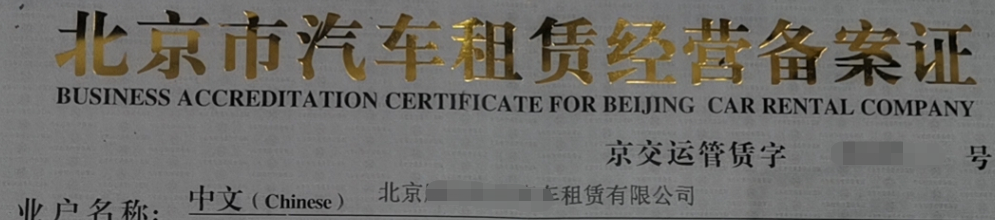 北京市汽车租赁经营备案证
BUSINESS ACCREDITATION CERTIFICATE FOR BEIJING CAR RENTAL COMPANY
京交运管赁字 号
业户名称: 中文 (Chinese) 北京 车租赁有限公司